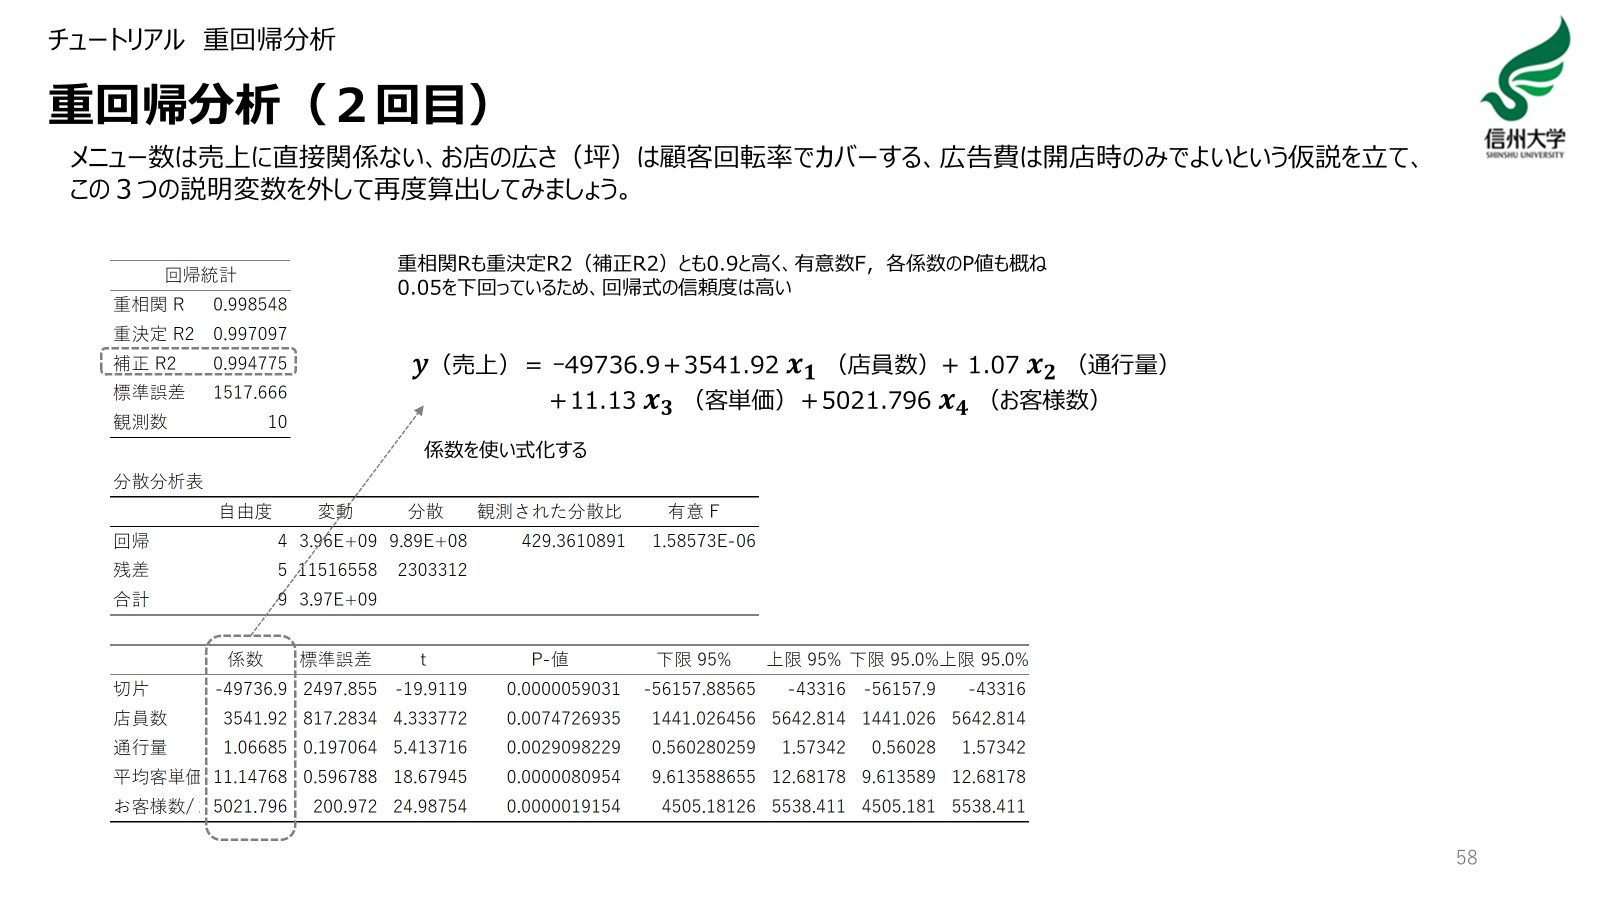 チュートリアル　重回帰分析
重回帰分析（２回目）
信州大学
SHINSHU UNIVERSITY
メニュー数は売上に直接関係ない、お店の広さ（坪）は顧客回転率でカバーする、広告費は開店時のみでよいという仮説を立て、
この３つの説明変数を外して再度算出してみましょう。
回帰統計
重相関 R 0.998548
重決定 R2 0.997097
補正 R2 0.994775
標準誤差 1517.666
観測数 10
重相関Rも重決定R2（補正R2）とも0.9と高く、有意数F，各係数のP値も概ね
0.05を下回っているため、回帰式の信頼度は高い
y（売上）＝ −49736.9＋3541.92 x₁ （店員数）＋ 1.07 x₂ （通行量）
＋11.13 x₃ （客単価）＋5021.796 x₄ （お客様数）
係数を使い式化する
分散分析表
自由度 変動 分散 観測された分散比 有意 F
回帰 4 3.96E+09 9.89E+08 429.3610891 1.58573E-06
残差 5 11516558 2303312
合計 9 3.97E+09
係数 標準誤差 t P-値 下限 95% 上限 95% 下限 95.0% 上限 95.0%
切片 -49736.9 2497.855 -19.9119 0.0000059031 -56157.88565 -43316 -56157.9 -43316
店員数 3541.92 817.2834 4.333772 0.0074726935 1441.026456 5642.814 1441.026 5642.814
通行量 1.06685 0.197064 5.413716 0.0029098229 0.560280259 1.57342 0.56028 1.57342
平均客単価 11.14768 0.596788 18.67945 0.0000080954 9.613588655 12.68178 9.613589 12.68178
お客様数/ 5021.796 200.972 24.98754 0.0000019154 4505.18126 5538.411 4505.181 5538.411
58